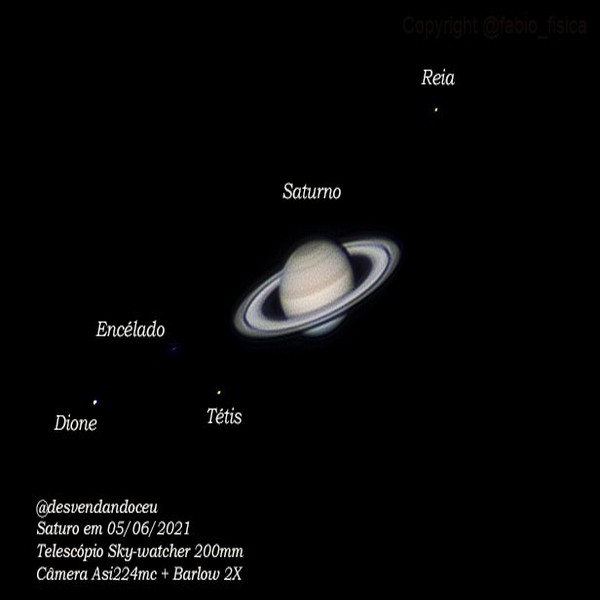 Copyright @fabio_fisica
Reia
Saturno
Encélado
Dione
Tétis
@desvendandoceu
Saturo em 05/06/2021
Telescópio Sky-watcher 200mm
Câmera Asi224mc + Barlow 2X